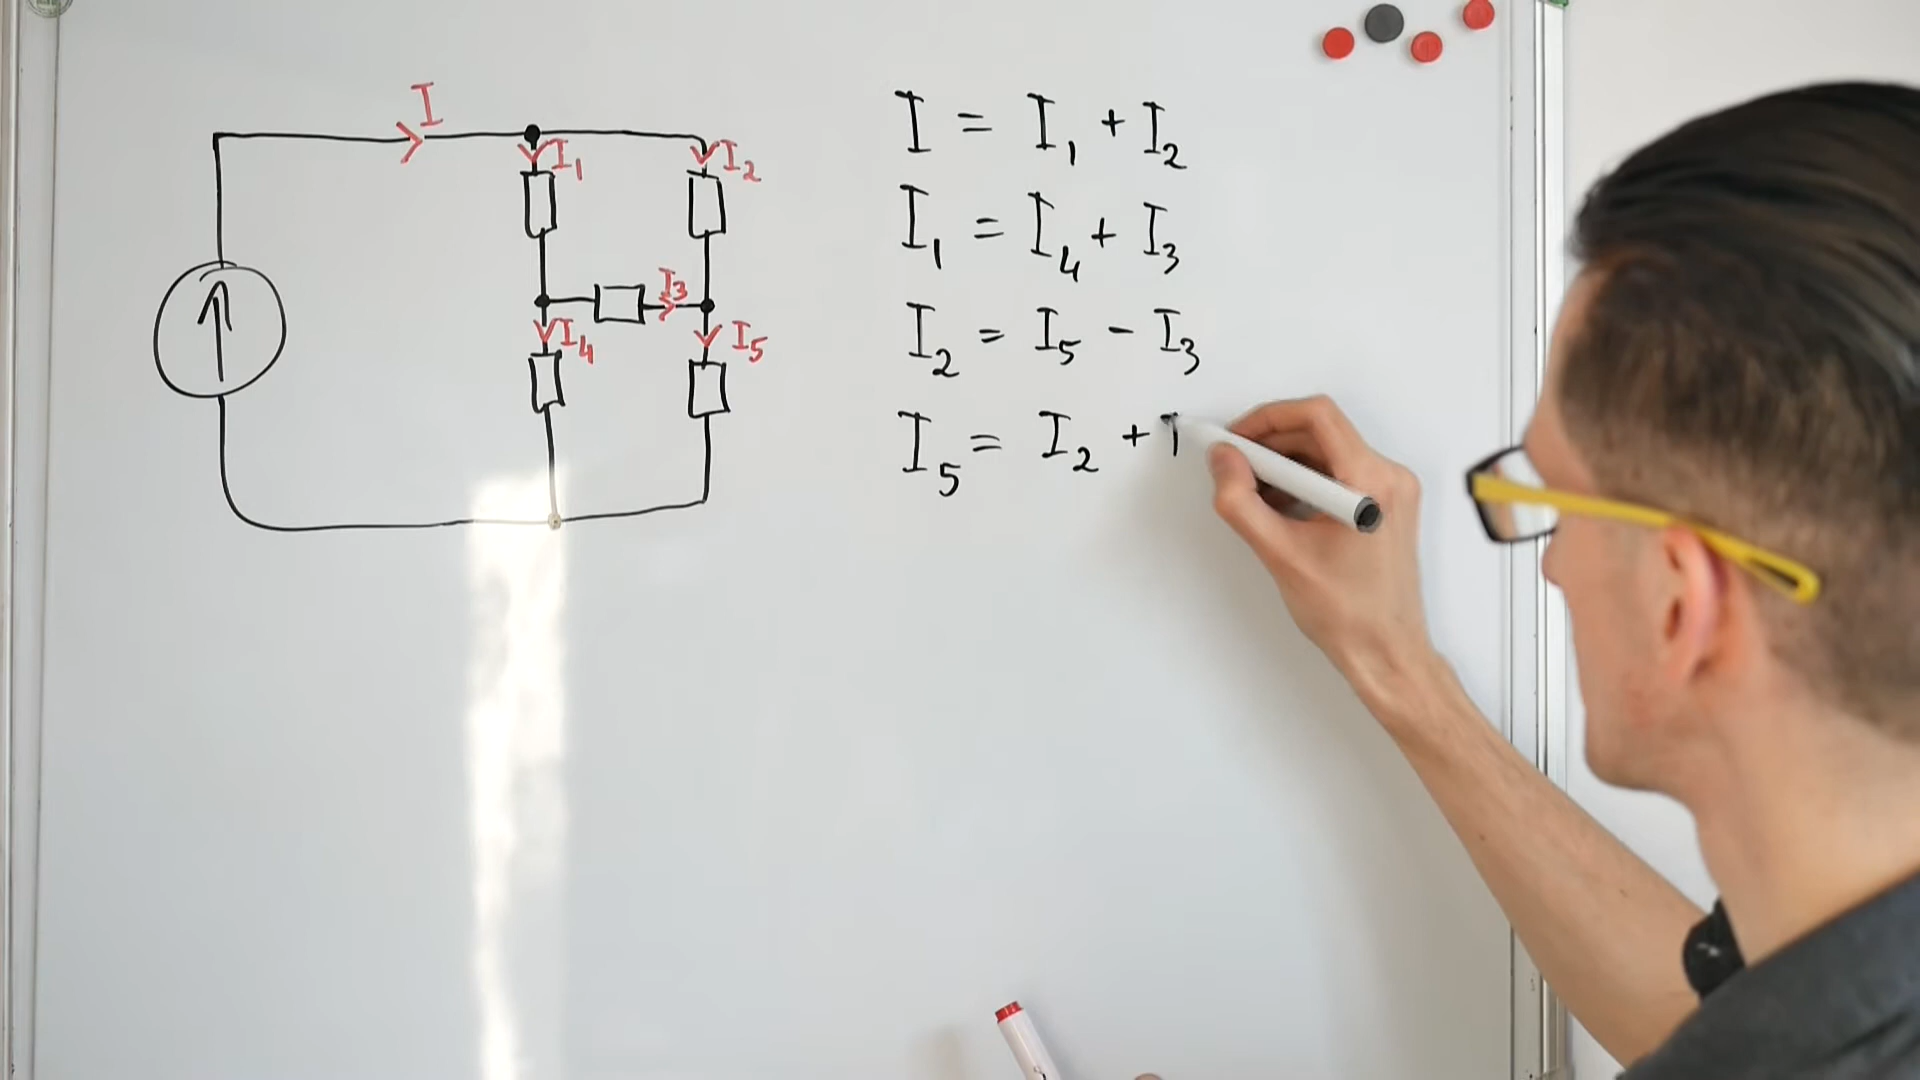 I
I₁ I₂
I₃
I₄ I₅
I = I₁ + I₂
I₁ = I₄ + I₃
I₂ = I₅ - I₃
I₅ = I₂ + I